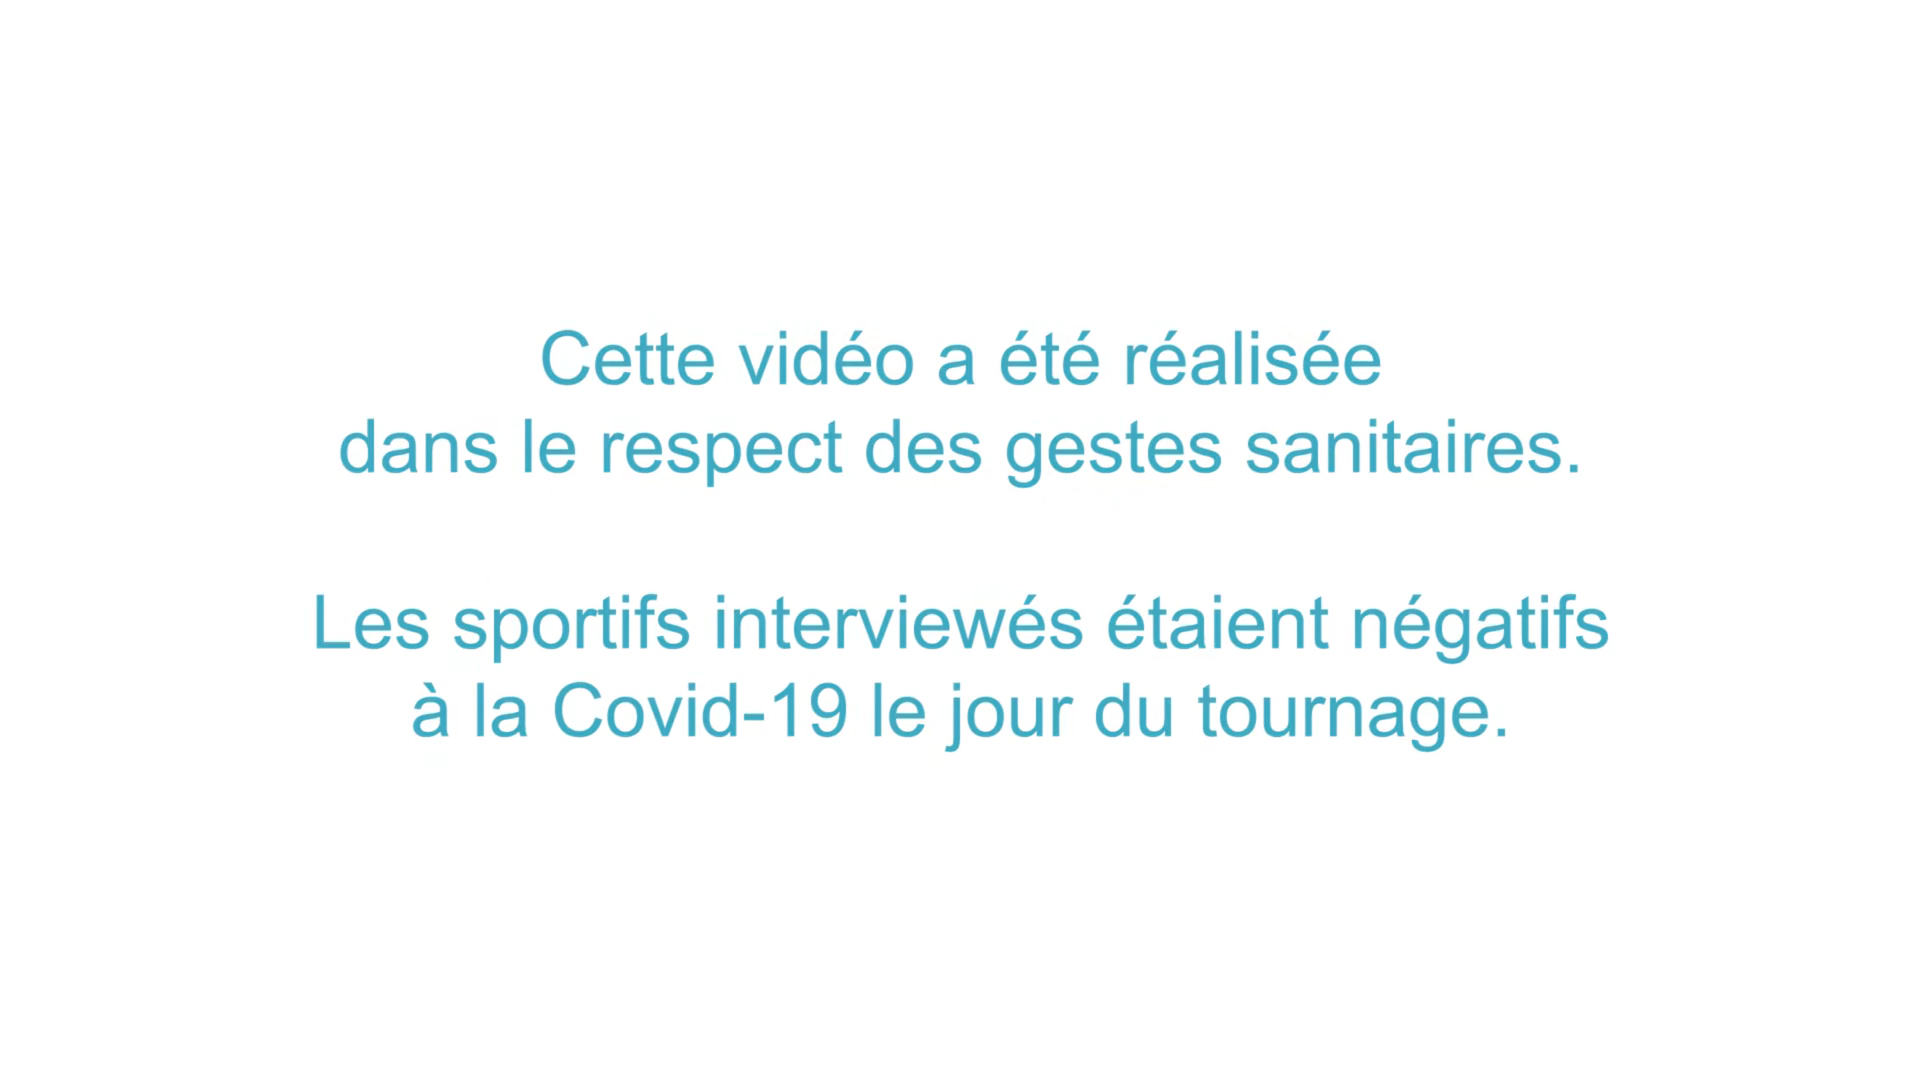 Cette vidéo a été réalisée
dans le respect des gestes sanitaires.
Les sportifs interviewés étaient négatifs
à la Covid-19 le jour du tournage.